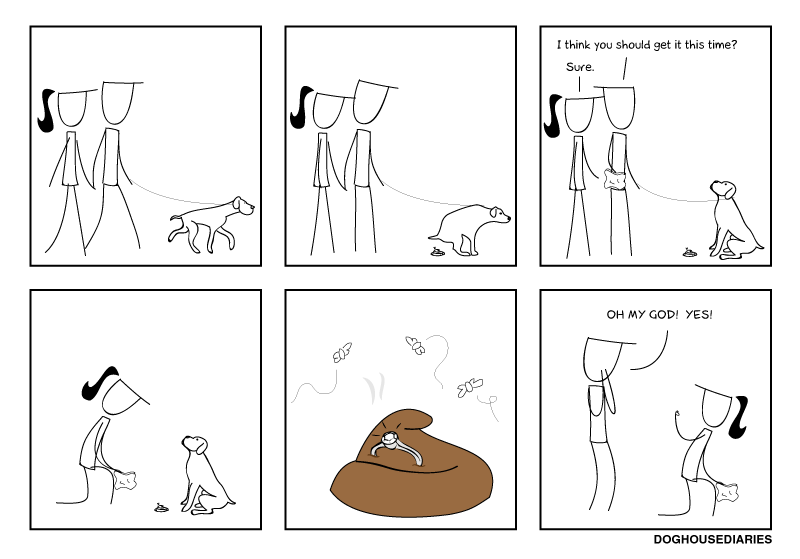 I think you should get it this time?
Sure.
OH MY GOD! YES!
DOGHOUSEDIARIES